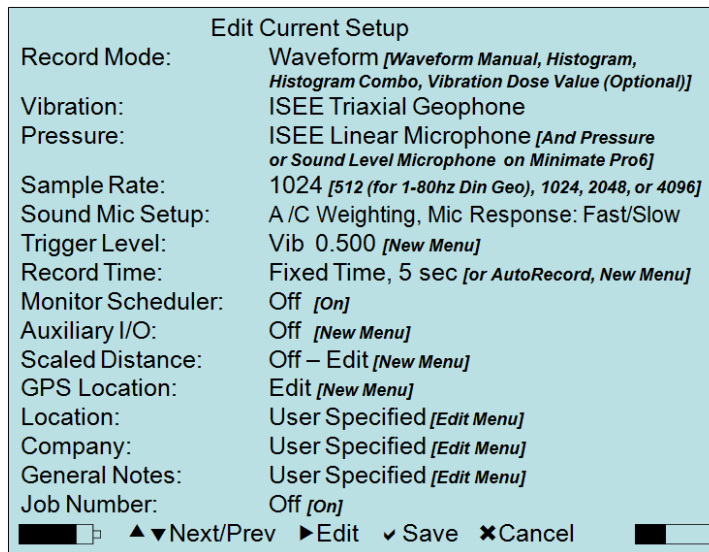 Edit Current Setup
Record Mode: Waveform [Waveform Manual, Histogram,
Histogram Combo, Vibration Dose Value (Optional)]
Vibration: ISEE Triaxial Geophone
Pressure: ISEE Linear Microphone [And Pressure
or Sound Level Microphone on Minimate Pro6]
Sample Rate: 1024 [512 (for 1-80hz Din Geo), 1024, 2048, or 4096]
Sound Mic Setup: A /C Weighting, Mic Response: Fast/Slow
Trigger Level: Vib 0.500 [New Menu]
Record Time: Fixed Time, 5 sec [or AutoRecord, New Menu]
Monitor Scheduler: Off [On]
Auxiliary I/O: Off [New Menu]
Scaled Distance: Off – Edit [New Menu]
GPS Location: Edit [New Menu]
Location: User Specified [Edit Menu]
Company: User Specified [Edit Menu]
General Notes: User Specified [Edit Menu]
Job Number: Off [On]
▲▼Next/Prev ►Edit ✔Save ✖Cancel